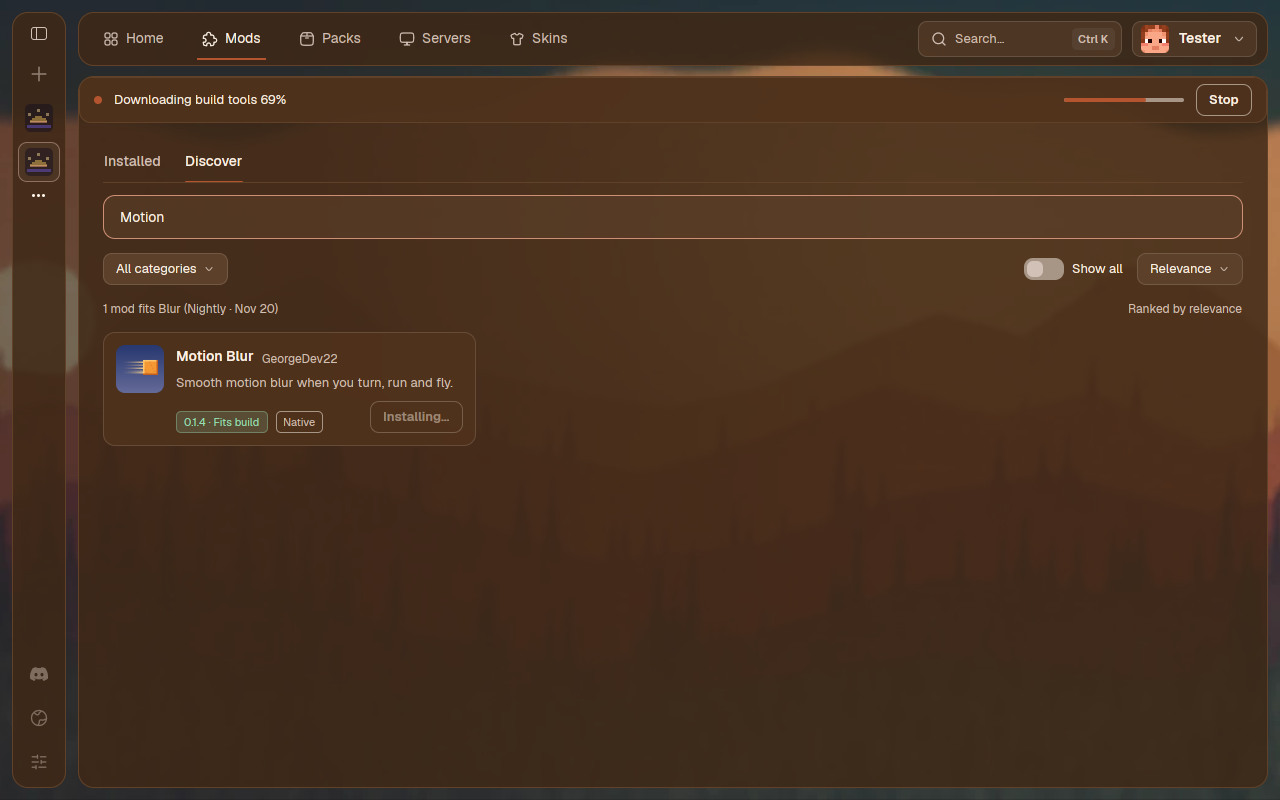 Home
Mods
Packs
Servers
Skins
Search...
Ctrl K
Tester
Downloading build tools 69%
Stop
Installed
Discover
Motion
All categories
Show all
Relevance
1 mod fits Blur (Nightly · Nov 20)
Ranked by relevance
Motion Blur GeorgeDev22
Smooth motion blur when you turn, run and fly.
0.1.4 · Fits build
Native
Installing...